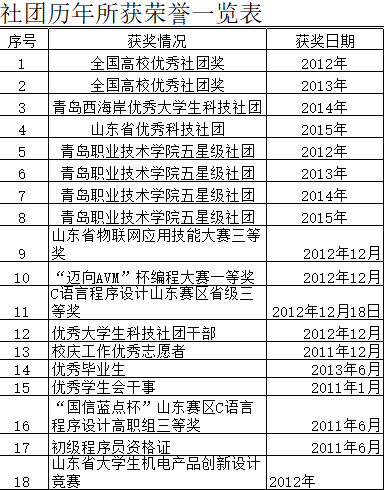 社团历年所获荣誉一览表
序号 获奖情况 获奖日期
1 全国高校优秀社团奖 2012年
2 全国高校优秀社团奖 2013年
3 青岛西海岸优秀大学生科技社团 2014年
4 山东省优秀科技社团 2015年
5 青岛职业技术学院五星级社团 2012年
6 青岛职业技术学院五星级社团 2013年
7 青岛职业技术学院五星级社团 2014年
8 青岛职业技术学院五星级社团 2015年
山东省物联网应用技能大赛三等
9 奖 2012年12月
10 “迈向AVM”杯编程大赛一等奖 2012年12月
C语言程序设计山东赛区省级三
11 等奖 2012年12月18日
12 优秀大学生科技社团干部 2012年12月
13 校庆工作优秀志愿者 2011年12月
14 优秀毕业生 2013年6月
15 优秀学生会干事 2011年1月
“国信蓝点杯”山东赛区C语言
16 程序设计高职组三等奖 2011年6月
17 初级程序员资格证 2011年6月
山东省大学生机电产品创新设计
18 竞赛 2012年